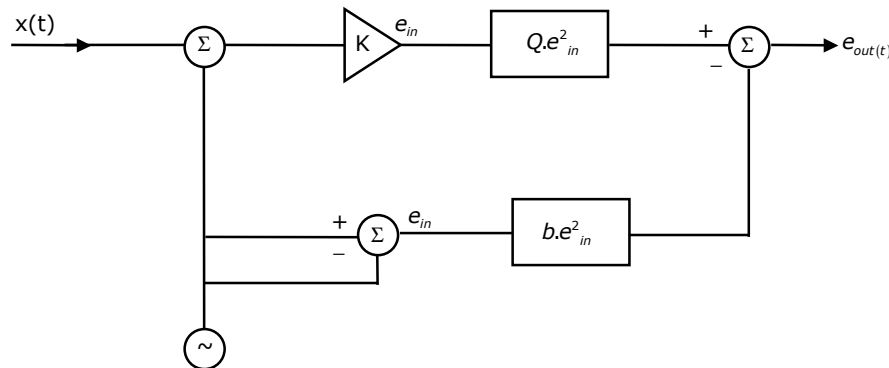 x(t)
Σ
K
e_in
Q.e²_in
+
−
Σ
e_out(t)
+
−
Σ
e_in
b.e²_in
~